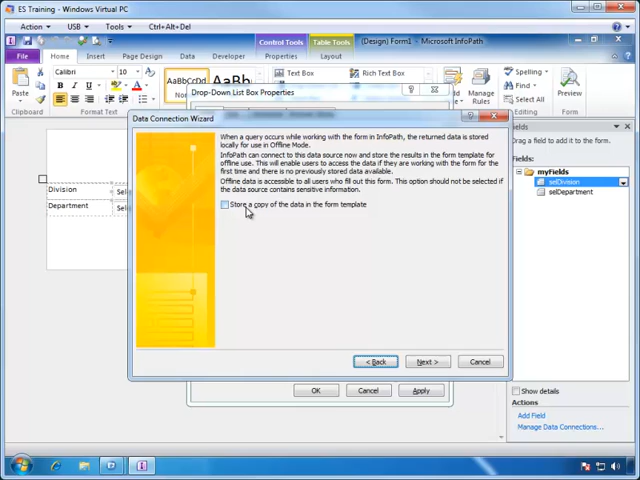 ES Training - Windows Virtual PC
Action USB Tools Ctrl+Alt+Del
Control Tools Table Tools (Design) Form1 - Microsoft InfoPath
File Home Insert Page Design Data Developer Properties Layout
Paste
Clipboard
Calibri 10
B I U
AaBbCcDd AaBb
Text Box Rich Text Box
Spelling
Find
Select All
Drop-Down List Box Properties
Data Connection Wizard
When a query occurs while working with the form in InfoPath, the returned data is stored
locally for use in Offline Mode.
InfoPath can connect to this data source now and store the results in the form template for
offline use. This will enable users to access the data if they are working with the form for the
first time and there is no previously stored data available.
Offline data is accessible to all users who fill out this form. This option should not be selected if
the data source contains sensitive information.
Store a copy of the data in the form template
< Back Next > Cancel
OK Cancel Apply
Division Sel
Department Sel
Fields
Drag a field to add it to the form.
Fields:
myFields
selDivision
selDepartment
Show details
Actions
Add Field
Manage Data Connections...